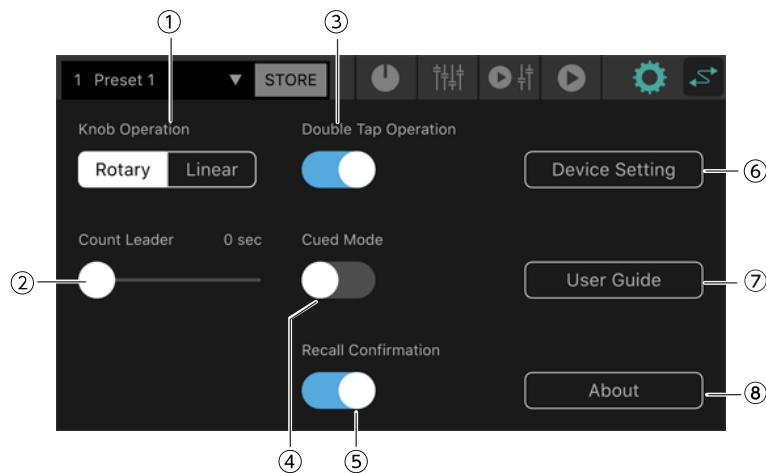 ① ③
1 Preset 1 ▼ STORE
Knob Operation Double Tap Operation
Rotary Linear Device Setting ⑥
Count Leader 0 sec Cued Mode
② User Guide ⑦
Recall Confirmation
About ⑧
④ ⑤